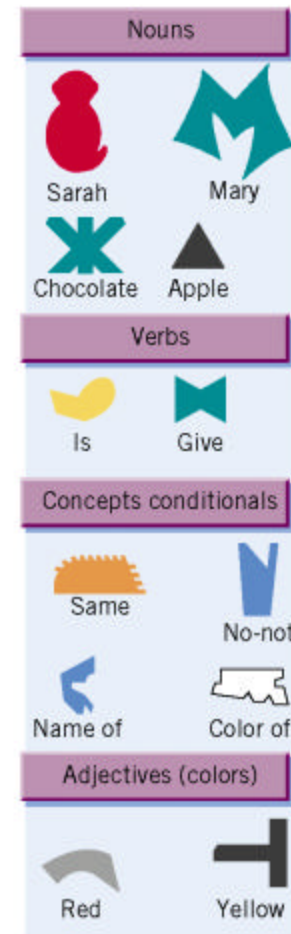 Nouns
Sarah Mary
Chocolate Apple
Verbs
Is Give
Concepts conditionals
Same
No-not
Name of Color of
Adjectives (colors)
Red Yellow